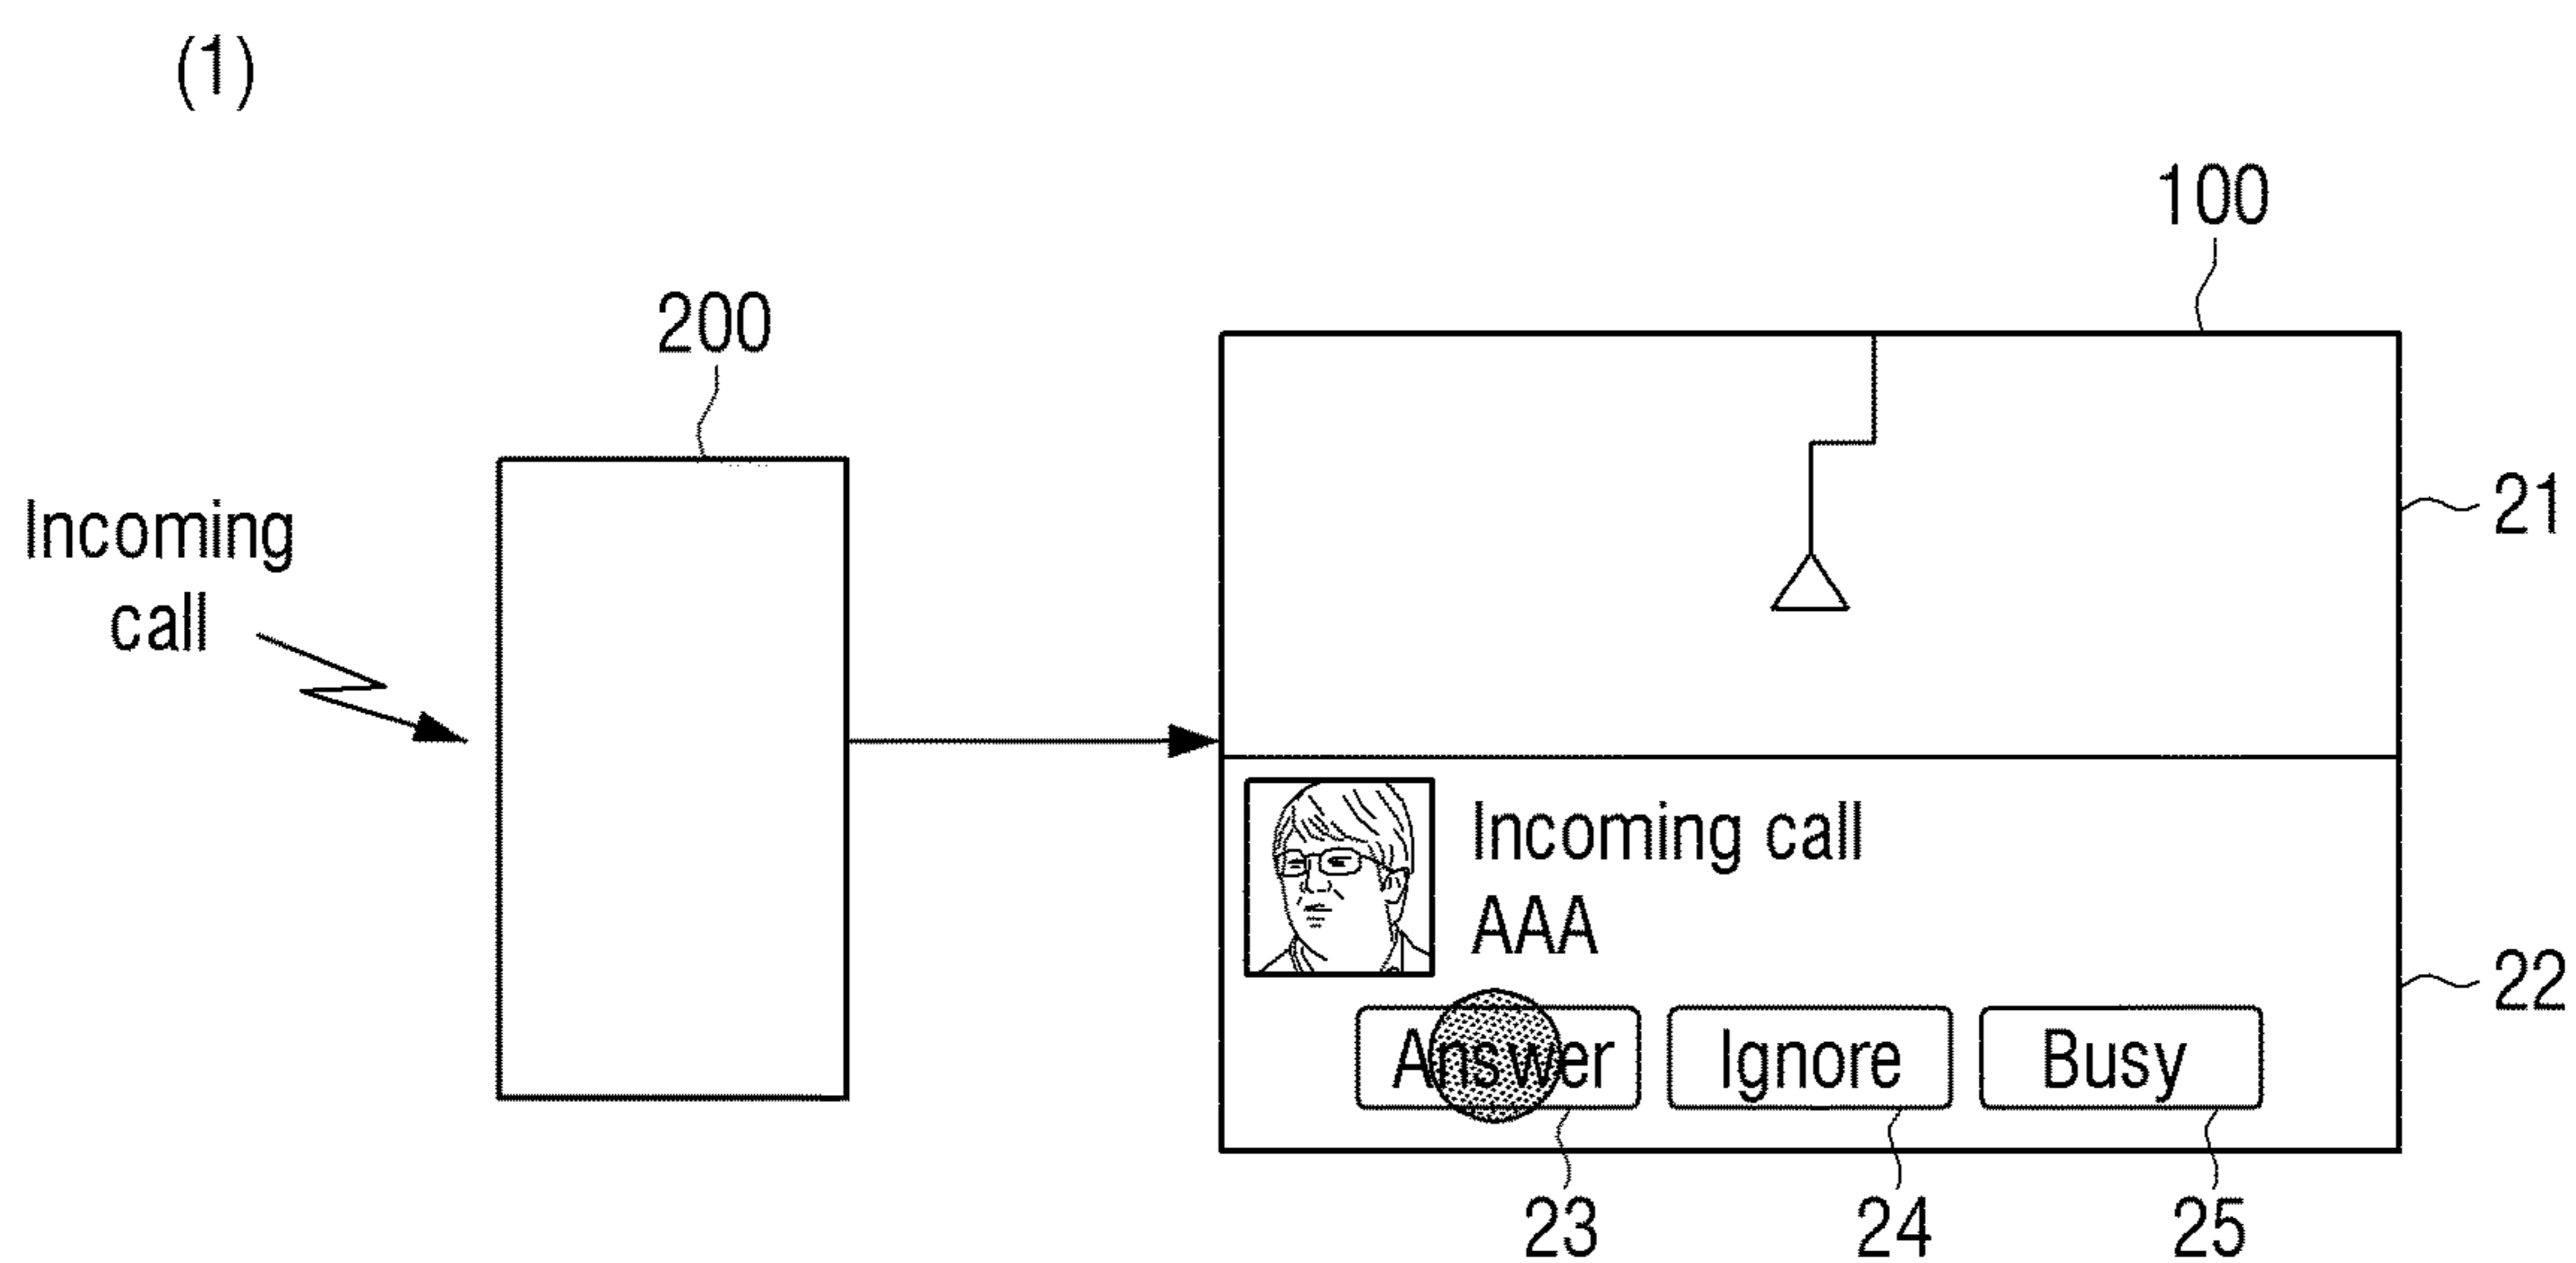 (1)
100
200
21
Incoming
call
Incoming call
AAA
22
Answer Ignore Busy
23 24 25